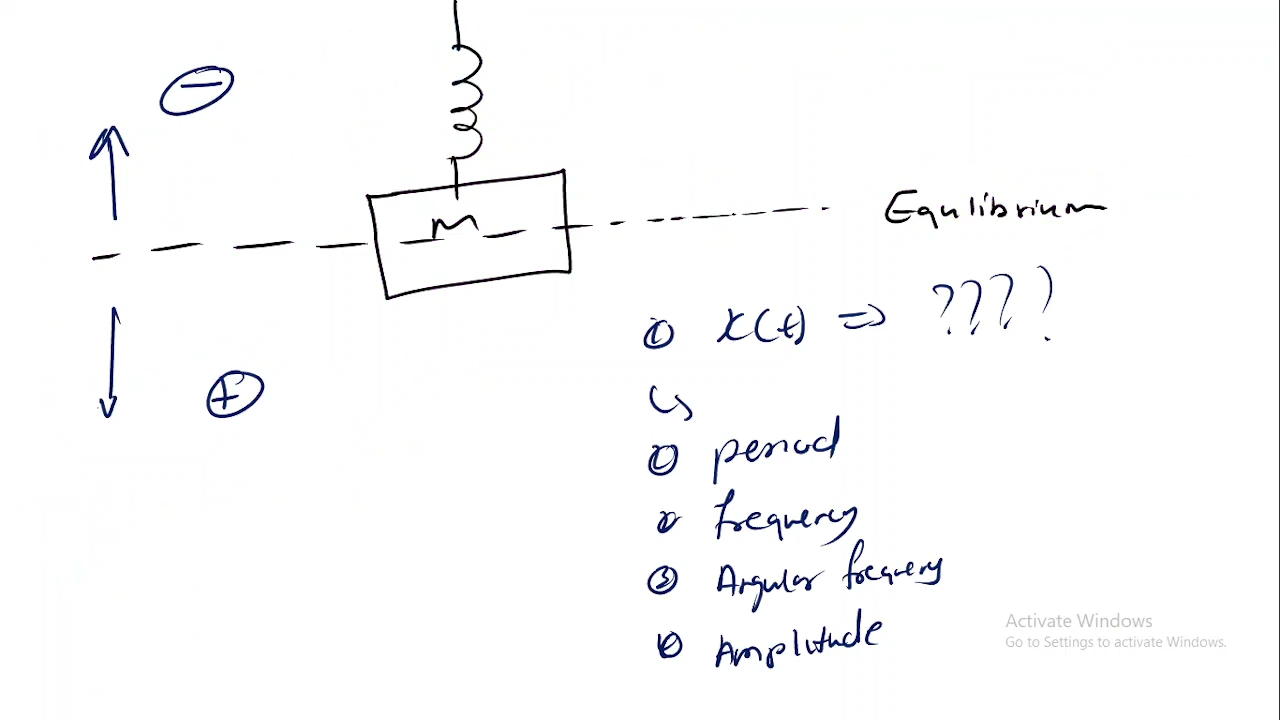 −
m
Equlibrium
① x(t) ⇒ ????
↳
① period
② frequency
③ Angular frequency
④ Amplitude
+
Activate Windows
Go to Settings to activate Windows.